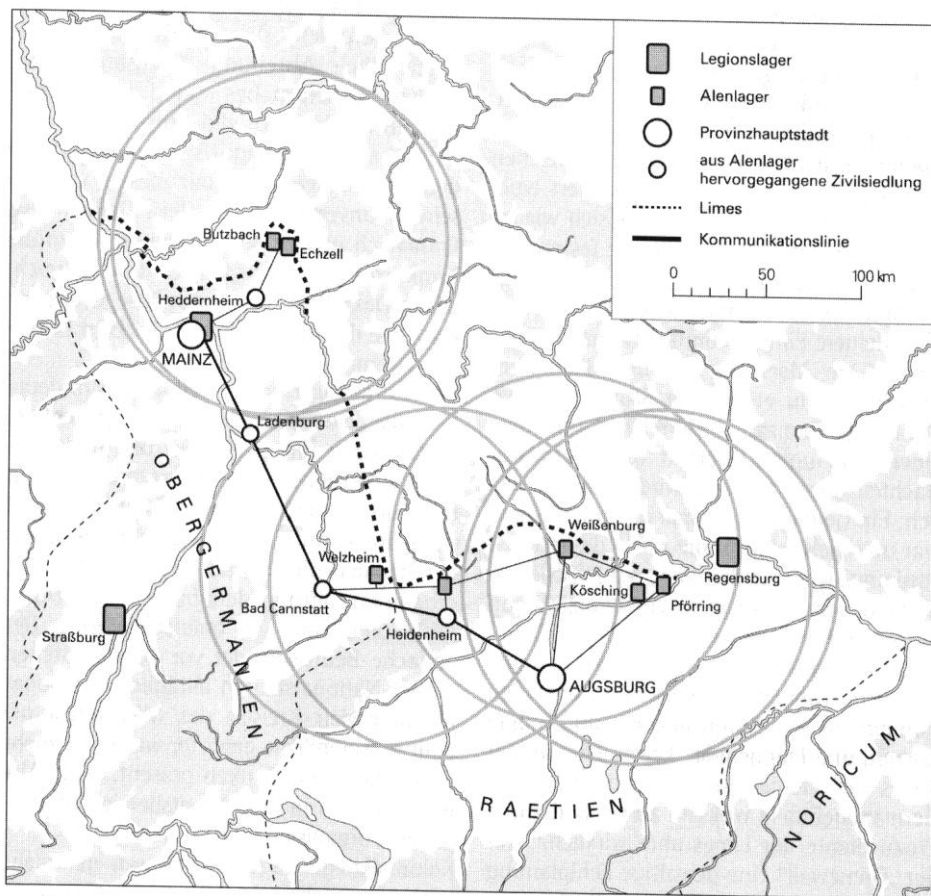 Legionslager
Alenlager
Provinzhauptstadt
aus Alenlager
hervorgegangene Zivilsiedlung
Limes
Kommunikationslinie
0 50 100 km
Butzbach
Echzell
Heddernheim
MAINZ
Ladenburg
OBERGERMANIEN
Welzheim
Weißenburg
Bad Cannstatt
Kösching
Pförring
Regensburg
Straßburg
Heidenheim
AUGSBURG
RAETIEN
NORICUM